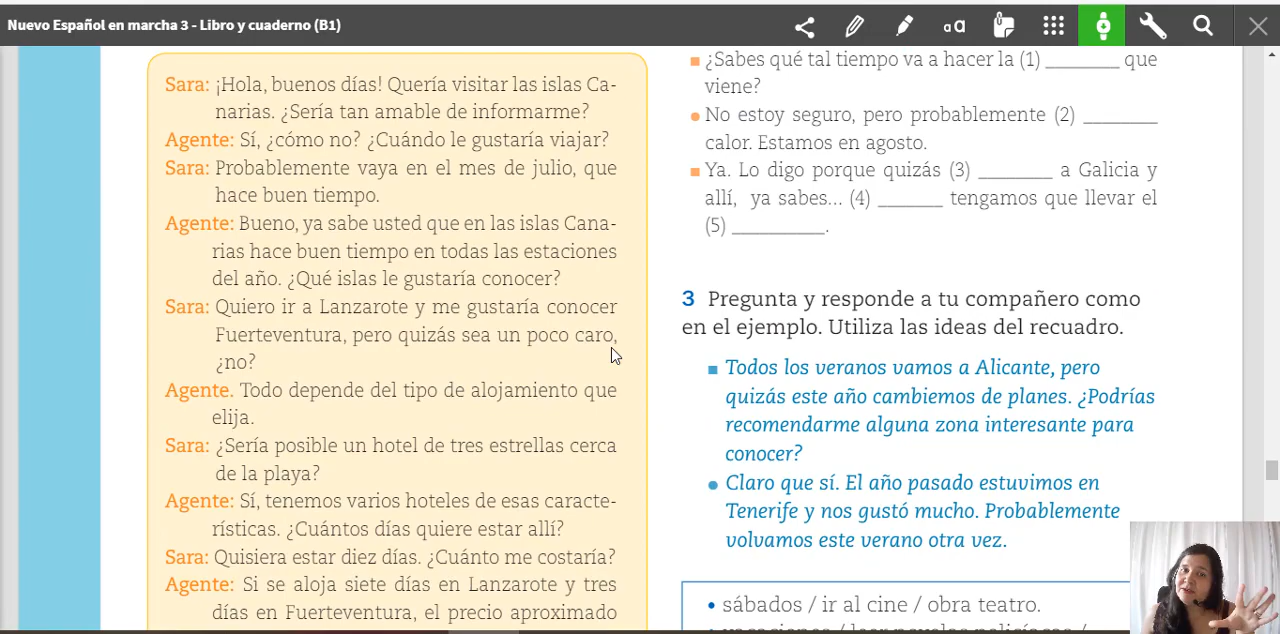 Nuevo Español en marcha 3 - Libro y cuaderno (B1)
aA
Sara: ¡Hola, buenos días! Quería visitar las islas Ca-
narias. ¿Sería tan amable de informarme?
Agente: Sí, ¿cómo no? ¿Cuándo le gustaría viajar?
Sara: Probablemente vaya en el mes de julio, que
hace buen tiempo.
Agente: Bueno, ya sabe usted que en las islas Cana-
rias hace buen tiempo en todas las estaciones
del año. ¿Qué islas le gustaría conocer?
Sara: Quiero ir a Lanzarote y me gustaría conocer
Fuerteventura, pero quizás sea un poco caro,
¿no?
Agente. Todo depende del tipo de alojamiento que
elija.
Sara: ¿Sería posible un hotel de tres estrellas cerca
de la playa?
Agente: Sí, tenemos varios hoteles de esas caracte-
rísticas. ¿Cuántos días quiere estar allí?
Sara: Quisiera estar diez días. ¿Cuánto me costaría?
Agente: Si se aloja siete días en Lanzarote y tres
días en Fuerteventura, el precio aproximado
■ ¿Sabes qué tal tiempo va a hacer la (1) ________ que
viene?
● No estoy seguro, pero probablemente (2) ________
calor. Estamos en agosto.
■ Ya. Lo digo porque quizás (3) ________ a Galicia y
allí, ya sabes... (4) _______ tengamos que llevar el
(5) __________.
3 Pregunta y responde a tu compañero como
en el ejemplo. Utiliza las ideas del recuadro.
■ Todos los veranos vamos a Alicante, pero
quizás este año cambiemos de planes. ¿Podrías
recomendarme alguna zona interesante para
conocer?
● Claro que sí. El año pasado estuvimos en
Tenerife y nos gustó mucho. Probablemente
volvamos este verano otra vez.
• sábados / ir al cine / obra teatro.
• vacaciones / leer novelas policíacas /